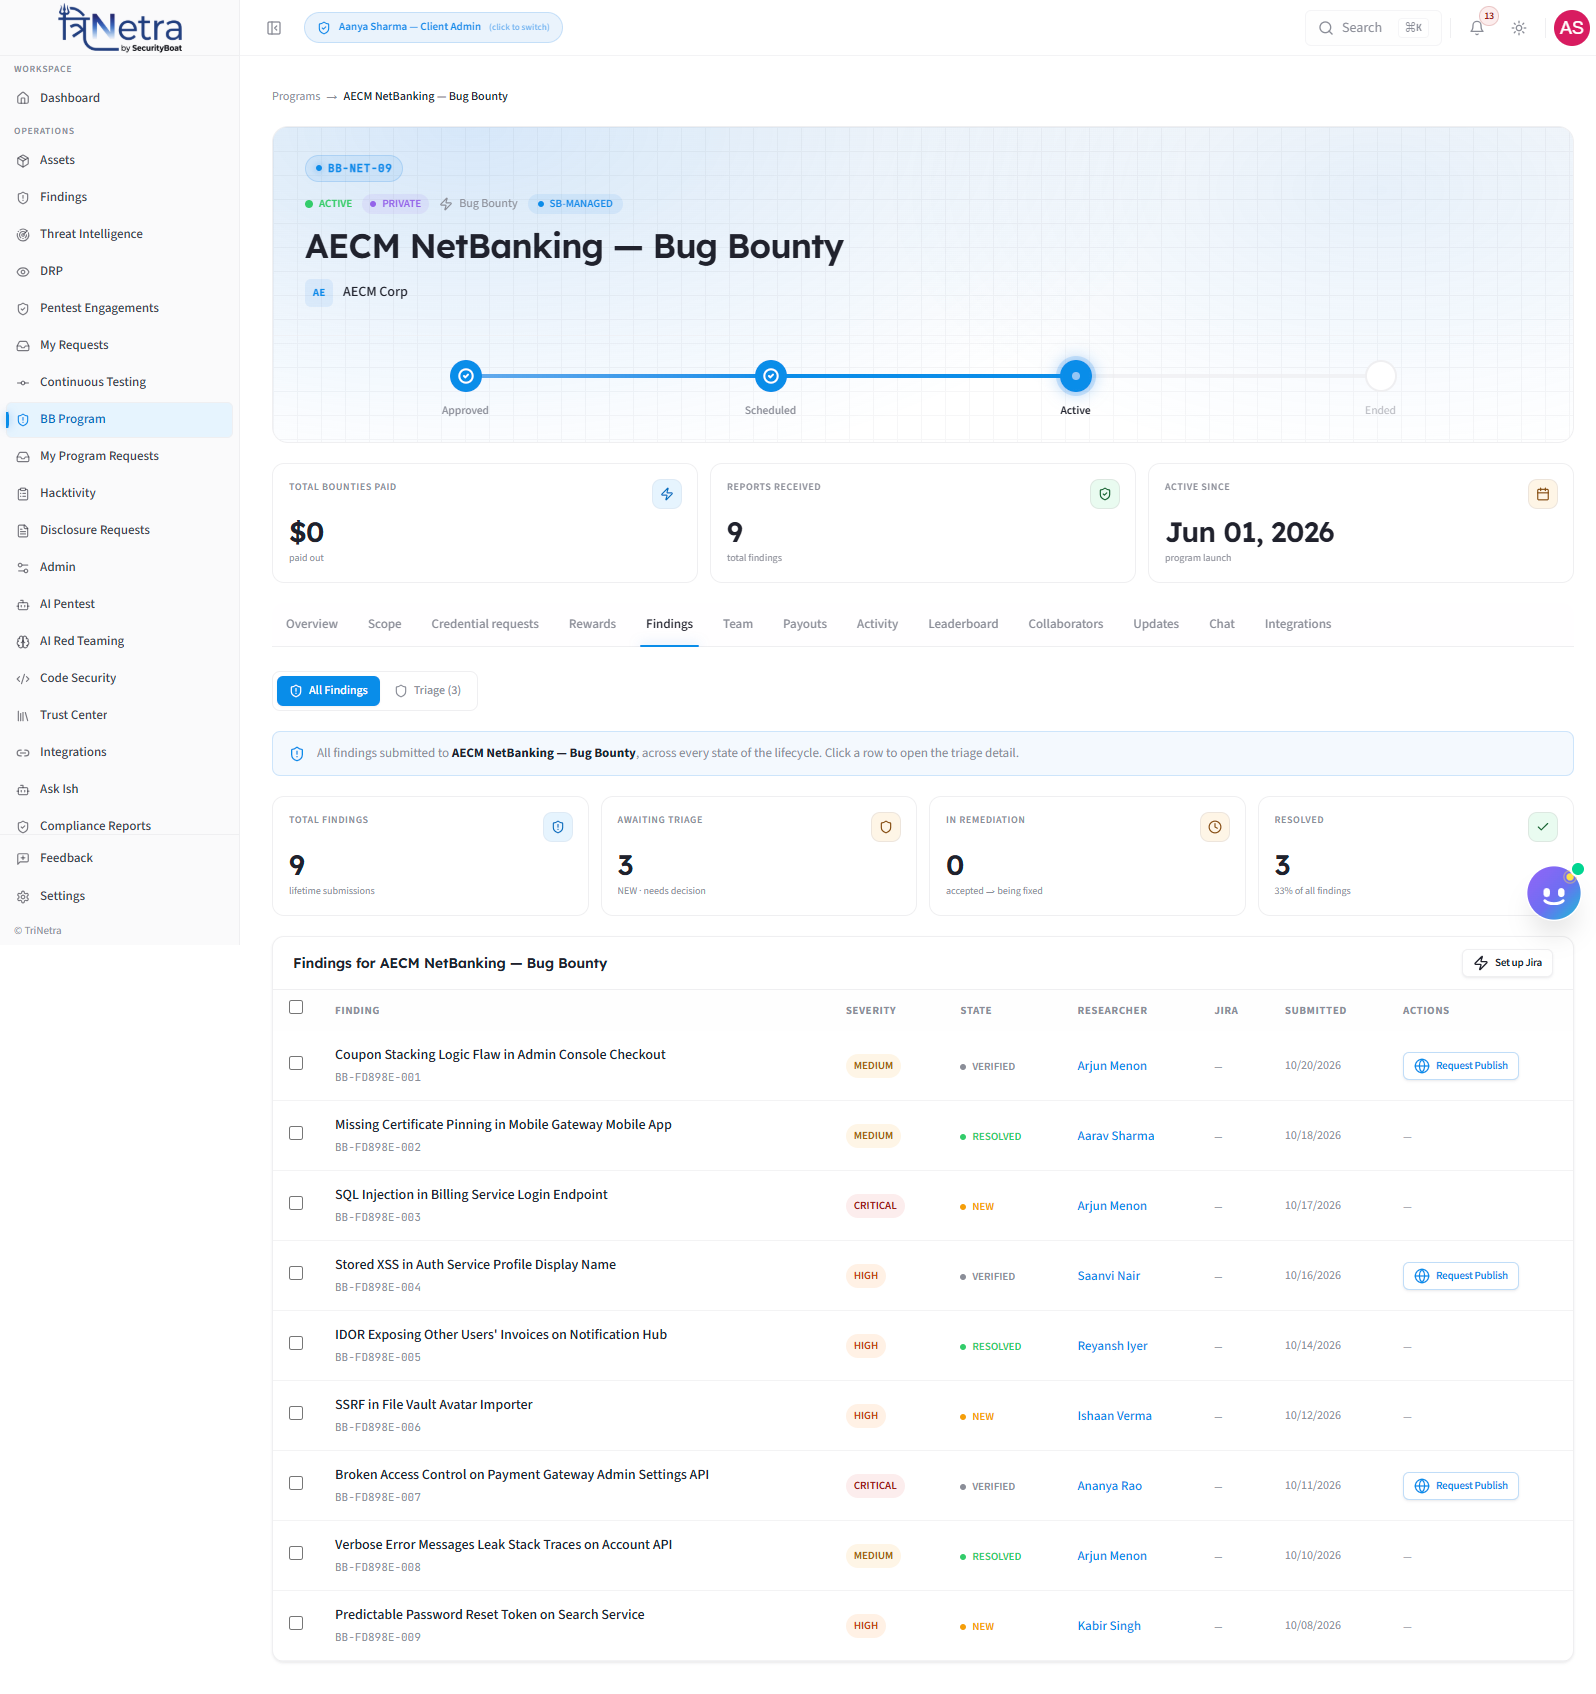 त्रिNetra
by SecurityBoat
Aanya Sharma — Client Admin (click to switch)
Search ⌘K
13
AS
WORKSPACE
Dashboard
OPERATIONS
Assets
Findings
Threat Intelligence
DRP
Pentest Engagements
My Requests
Continuous Testing
BB Program
My Program Requests
Hacktivity
Disclosure Requests
Admin
AI Pentest
AI Red Teaming
Code Security
Trust Center
Integrations
Ask Ish
Compliance Reports
Feedback
Settings
© TriNetra
Programs → AECM NetBanking — Bug Bounty
BB-NET-09
ACTIVE PRIVATE Bug Bounty SB-MANAGED
AECM NetBanking — Bug Bounty
AE AECM Corp
Approved Scheduled Active Ended
TOTAL BOUNTIES PAID
$0
paid out
REPORTS RECEIVED
9
total findings
ACTIVE SINCE
Jun 01, 2026
program launch
Overview Scope Credential requests Rewards Findings Team Payouts Activity Leaderboard Collaborators Updates Chat Integrations
All Findings Triage (3)
All findings submitted to AECM NetBanking — Bug Bounty, across every state of the lifecycle. Click a row to open the triage detail.
TOTAL FINDINGS
9
lifetime submissions
AWAITING TRIAGE
3
NEW · needs decision
IN REMEDIATION
0
accepted → being fixed
RESOLVED
3
33% of all findings
Findings for AECM NetBanking — Bug Bounty
Set up Jira
FINDING SEVERITY STATE RESEARCHER JIRA SUBMITTED ACTIONS
Coupon Stacking Logic Flaw in Admin Console Checkout
BB-FD898E-001
MEDIUM VERIFIED Arjun Menon — 10/20/2026 Request Publish
Missing Certificate Pinning in Mobile Gateway Mobile App
BB-FD898E-002
MEDIUM RESOLVED Aarav Sharma — 10/18/2026 —
SQL Injection in Billing Service Login Endpoint
BB-FD898E-003
CRITICAL NEW Arjun Menon — 10/17/2026 —
Stored XSS in Auth Service Profile Display Name
BB-FD898E-004
HIGH VERIFIED Saanvi Nair — 10/16/2026 Request Publish
IDOR Exposing Other Users' Invoices on Notification Hub
BB-FD898E-005
HIGH RESOLVED Reyansh Iyer — 10/14/2026 —
SSRF in File Vault Avatar Importer
BB-FD898E-006
HIGH NEW Ishaan Verma — 10/12/2026 —
Broken Access Control on Payment Gateway Admin Settings API
BB-FD898E-007
CRITICAL VERIFIED Ananya Rao — 10/11/2026 Request Publish
Verbose Error Messages Leak Stack Traces on Account API
BB-FD898E-008
MEDIUM RESOLVED Arjun Menon — 10/10/2026 —
Predictable Password Reset Token on Search Service
BB-FD898E-009
HIGH NEW Kabir Singh — 10/08/2026 —